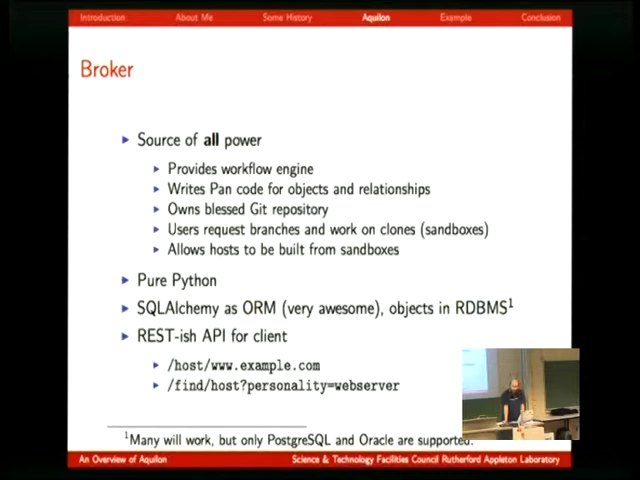 Introduction About Me Some History Aquilon Example Conclusion
Broker
Source of all power
Provides workflow engine
Writes Pan code for objects and relationships
Owns blessed Git repository
Users request branches and work on clones (sandboxes)
Allows hosts to be built from sandboxes
Pure Python
SQLAlchemy as ORM (very awesome), objects in RDBMS1
REST-ish API for client
/host/www.example.com
/find/host?personality=webserver
1Many will work, but only PostgreSQL and Oracle are supported.
An Overview of Aquilon Science & Technology Facilities Council Rutherford Appleton Laboratory